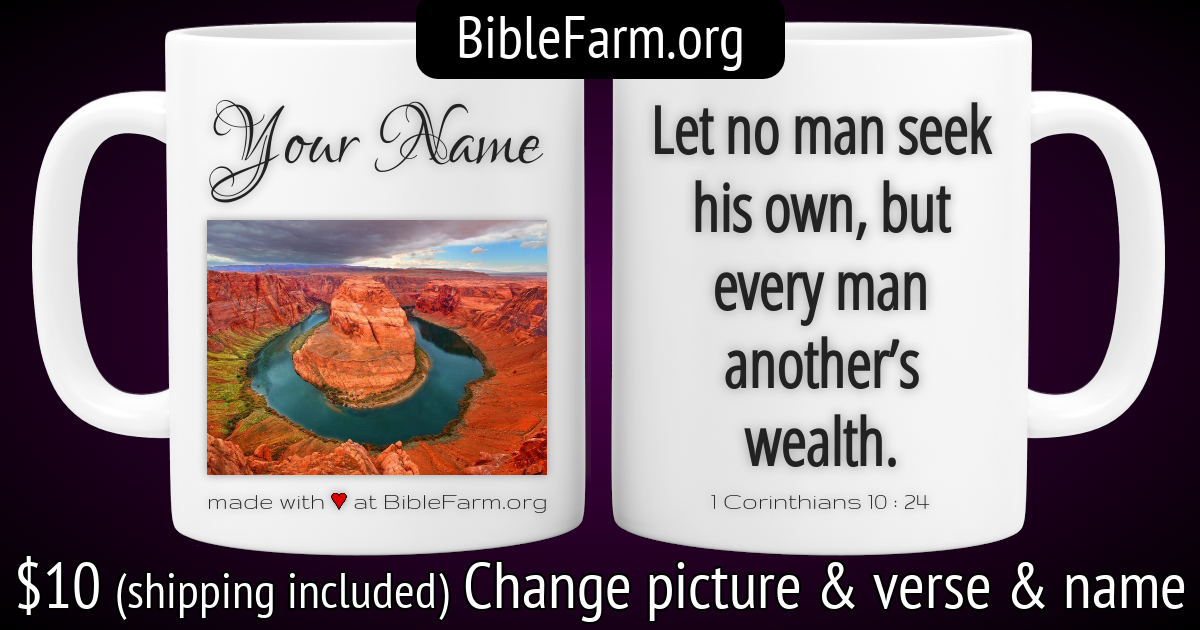 BibleFarm.org
Your Name
made with ♥ at BibleFarm.org
Let no man seek
his own, but
every man
another's
wealth.
1 Corinthians 10 : 24
$10 (shipping included) Change picture & verse & name